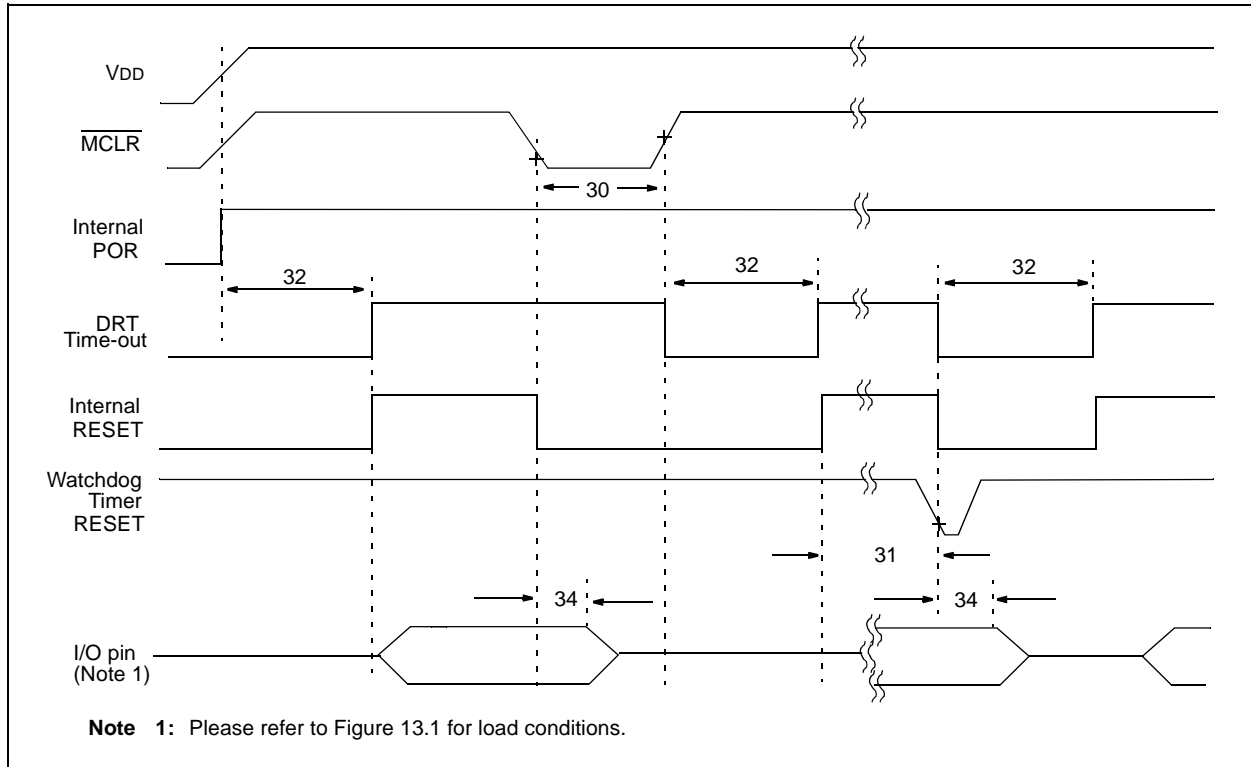 VDD
MCLR
30
Internal
POR
32
32
32
DRT
Time-out
Internal
RESET
Watchdog
Timer
RESET
31
34
34
I/O pin
(Note 1)
Note 1: Please refer to Figure 13.1 for load conditions.